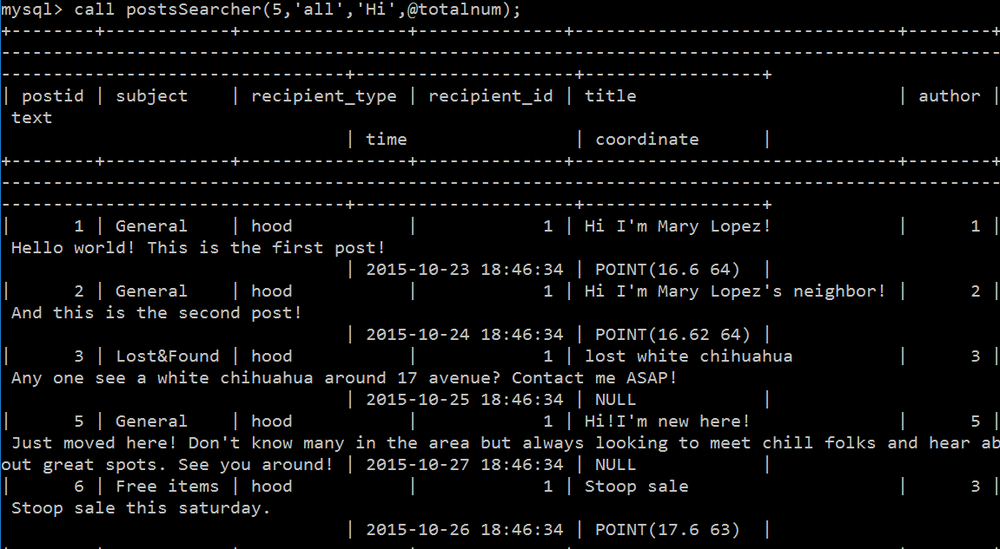 mysql> call postsSearcher(5,'all','Hi',@totalnum);
+--------+------------+----------------+--------------+-------------------------------+--------+
------------------------------------------------------------------------------------------------
---------------------------------+---------------------+-----------------+
| postid | subject    | recipient_type | recipient_id | title                         | author |
 text
                                 | time                | coordinate      |
+--------+------------+----------------+--------------+-------------------------------+--------+
------------------------------------------------------------------------------------------------
---------------------------------+---------------------+-----------------+
|      1 | General    | hood           |            1 | Hi I'm Mary Lopez!            |      1 |
 Hello world! This is the first post!
                                 | 2015-10-23 18:46:34 | POINT(16.6 64)  |
|      2 | General    | hood           |            1 | Hi I'm Mary Lopez's neighbor! |      2 |
 And this is the second post!
                                 | 2015-10-24 18:46:34 | POINT(16.62 64) |
|      3 | Lost&Found | hood           |            1 | lost white chihuahua          |      3 |
 Any one see a white chihuahua around 17 avenue? Contact me ASAP!
                                 | 2015-10-25 18:46:34 | NULL            |
|      5 | General    | hood           |            1 | Hi!I'm new here!              |      5 |
 Just moved here! Don't know many in the area but always looking to meet chill folks and hear ab
out great spots. See you around! | 2015-10-27 18:46:34 | NULL            |
|      6 | Free items | hood           |            1 | Stoop sale                    |      3 |
 Stoop sale this saturday.
                                 | 2015-10-26 18:46:34 | POINT(17.6 63)  |